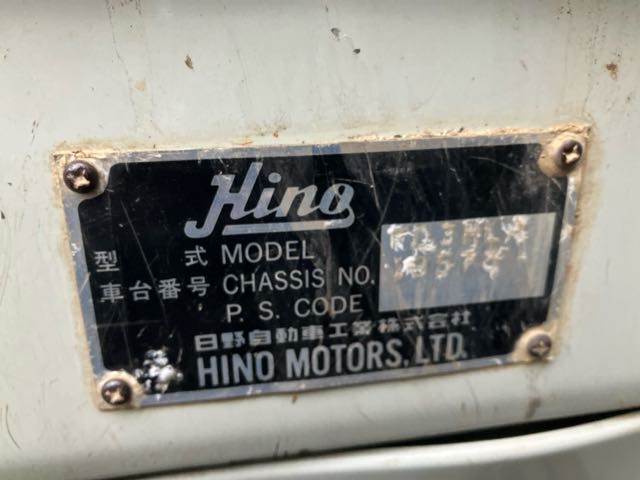 Hino
型 式 MODEL
車台番号 CHASSIS NO.
P. S. CODE
日野自動車工業株式会社
HINO MOTORS, LTD.